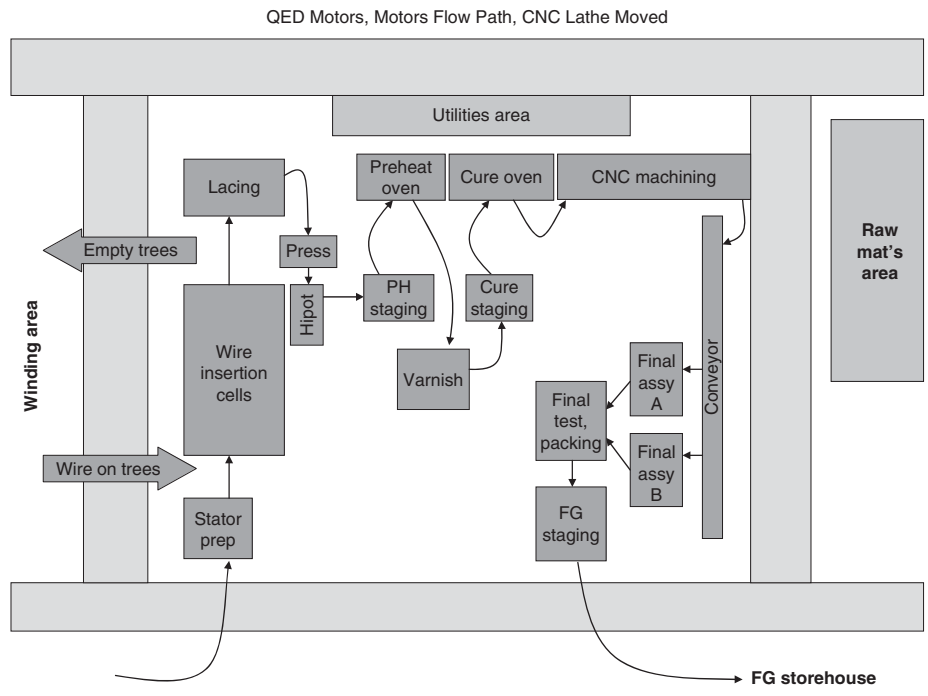 QED Motors, Motors Flow Path, CNC Lathe Moved
Utilities area
Lacing
Preheat
oven
Cure oven
CNC machining
Raw
mat's
area
Empty trees
Press
PH
staging
Cure
staging
Hipot
Winding area
Wire
insertion
cells
Varnish
Conveyor
Final
assy
A
Final
test,
packing
Final
assy
B
Wire on trees
Stator
prep
FG
staging
FG storehouse